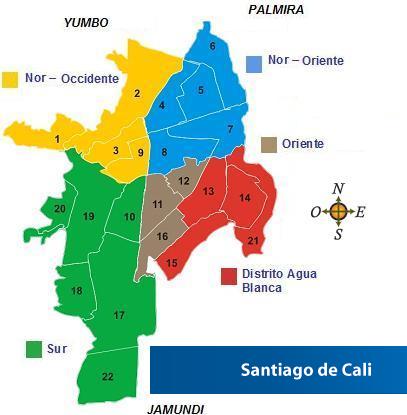 PALMIRA
YUMBO
6
Nor – Oriente
Nor – Occidente
2
5
4
7
1
3
9
8
Oriente
12
13
14
11
N
20
19
10
O
E
S
16
21
15
Distrito Agua
Blanca
18
17
Sur
22
Santiago de Cali
JAMUNDI